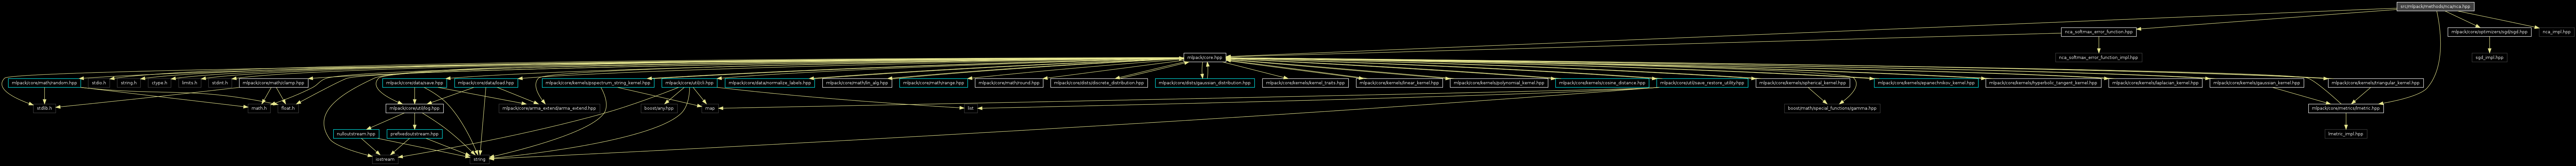 src/mlpack/methods/nca/nca.hpp
nca_softmax_error_function.hpp
mlpack/core/optimizers/sgd/sgd.hpp
nca_impl.hpp
mlpack/core.hpp
nca_softmax_error_function_impl.hpp
sgd_impl.hpp
mlpack/core/math/random.hpp
stdio.h
string.h
ctype.h
limits.h
stdint.h
mlpack/core/math/clamp.hpp
mlpack/core/data/save.hpp
mlpack/core/data/load.hpp
mlpack/core/kernels/pspectrum_string_kernel.hpp
mlpack/core/util/cli.hpp
mlpack/core/data/normalize_labels.hpp
mlpack/core/math/lin_alg.hpp
mlpack/core/math/range.hpp
mlpack/core/math/round.hpp
mlpack/core/dists/discrete_distribution.hpp
mlpack/core/dists/gaussian_distribution.hpp
mlpack/core/kernels/kernel_traits.hpp
mlpack/core/kernels/linear_kernel.hpp
mlpack/core/kernels/polynomial_kernel.hpp
mlpack/core/kernels/cosine_distance.hpp
mlpack/core/util/save_restore_utility.hpp
mlpack/core/kernels/spherical_kernel.hpp
mlpack/core/kernels/epanechnikov_kernel.hpp
mlpack/core/kernels/hyperbolic_tangent_kernel.hpp
mlpack/core/kernels/laplacian_kernel.hpp
mlpack/core/kernels/gaussian_kernel.hpp
mlpack/core/kernels/triangular_kernel.hpp
stdlib.h
math.h
float.h
mlpack/core/util/log.hpp
mlpack/core/arma_extend/arma_extend.hpp
boost/any.hpp
map
list
boost/math/special_functions/gamma.hpp
mlpack/core/metrics/lmetric.hpp
nulloutstream.hpp
prefixedoutstream.hpp
lmetric_impl.hpp
iostream
string